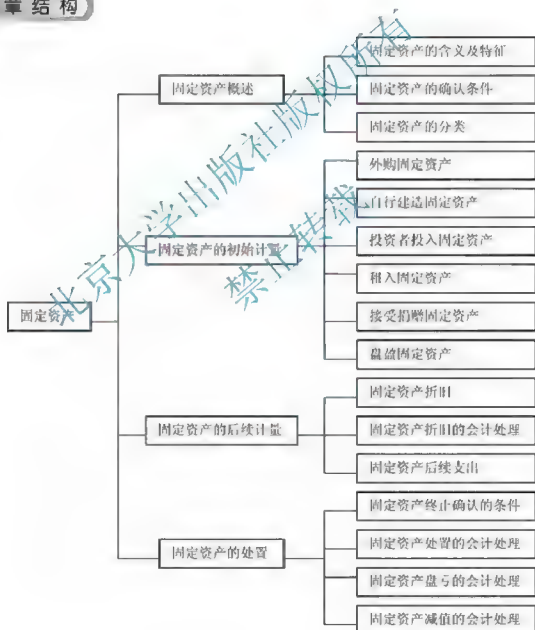 章结构
固定资产
固定资产概述
固定资产的含义及特征
固定资产的确认条件
固定资产的分类
固定资产的初始计量
外购固定资产
自行建造固定资产
投资者投入固定资产
租入固定资产
接受捐赠固定资产
盘盈固定资产
固定资产的后续计量
固定资产折旧
固定资产折旧的会计处理
固定资产后续支出
固定资产的处置
固定资产终止确认的条件
固定资产处置的会计处理
固定资产盘亏的会计处理
固定资产减值的会计处理
北京大学出版社版权所有
禁止转载